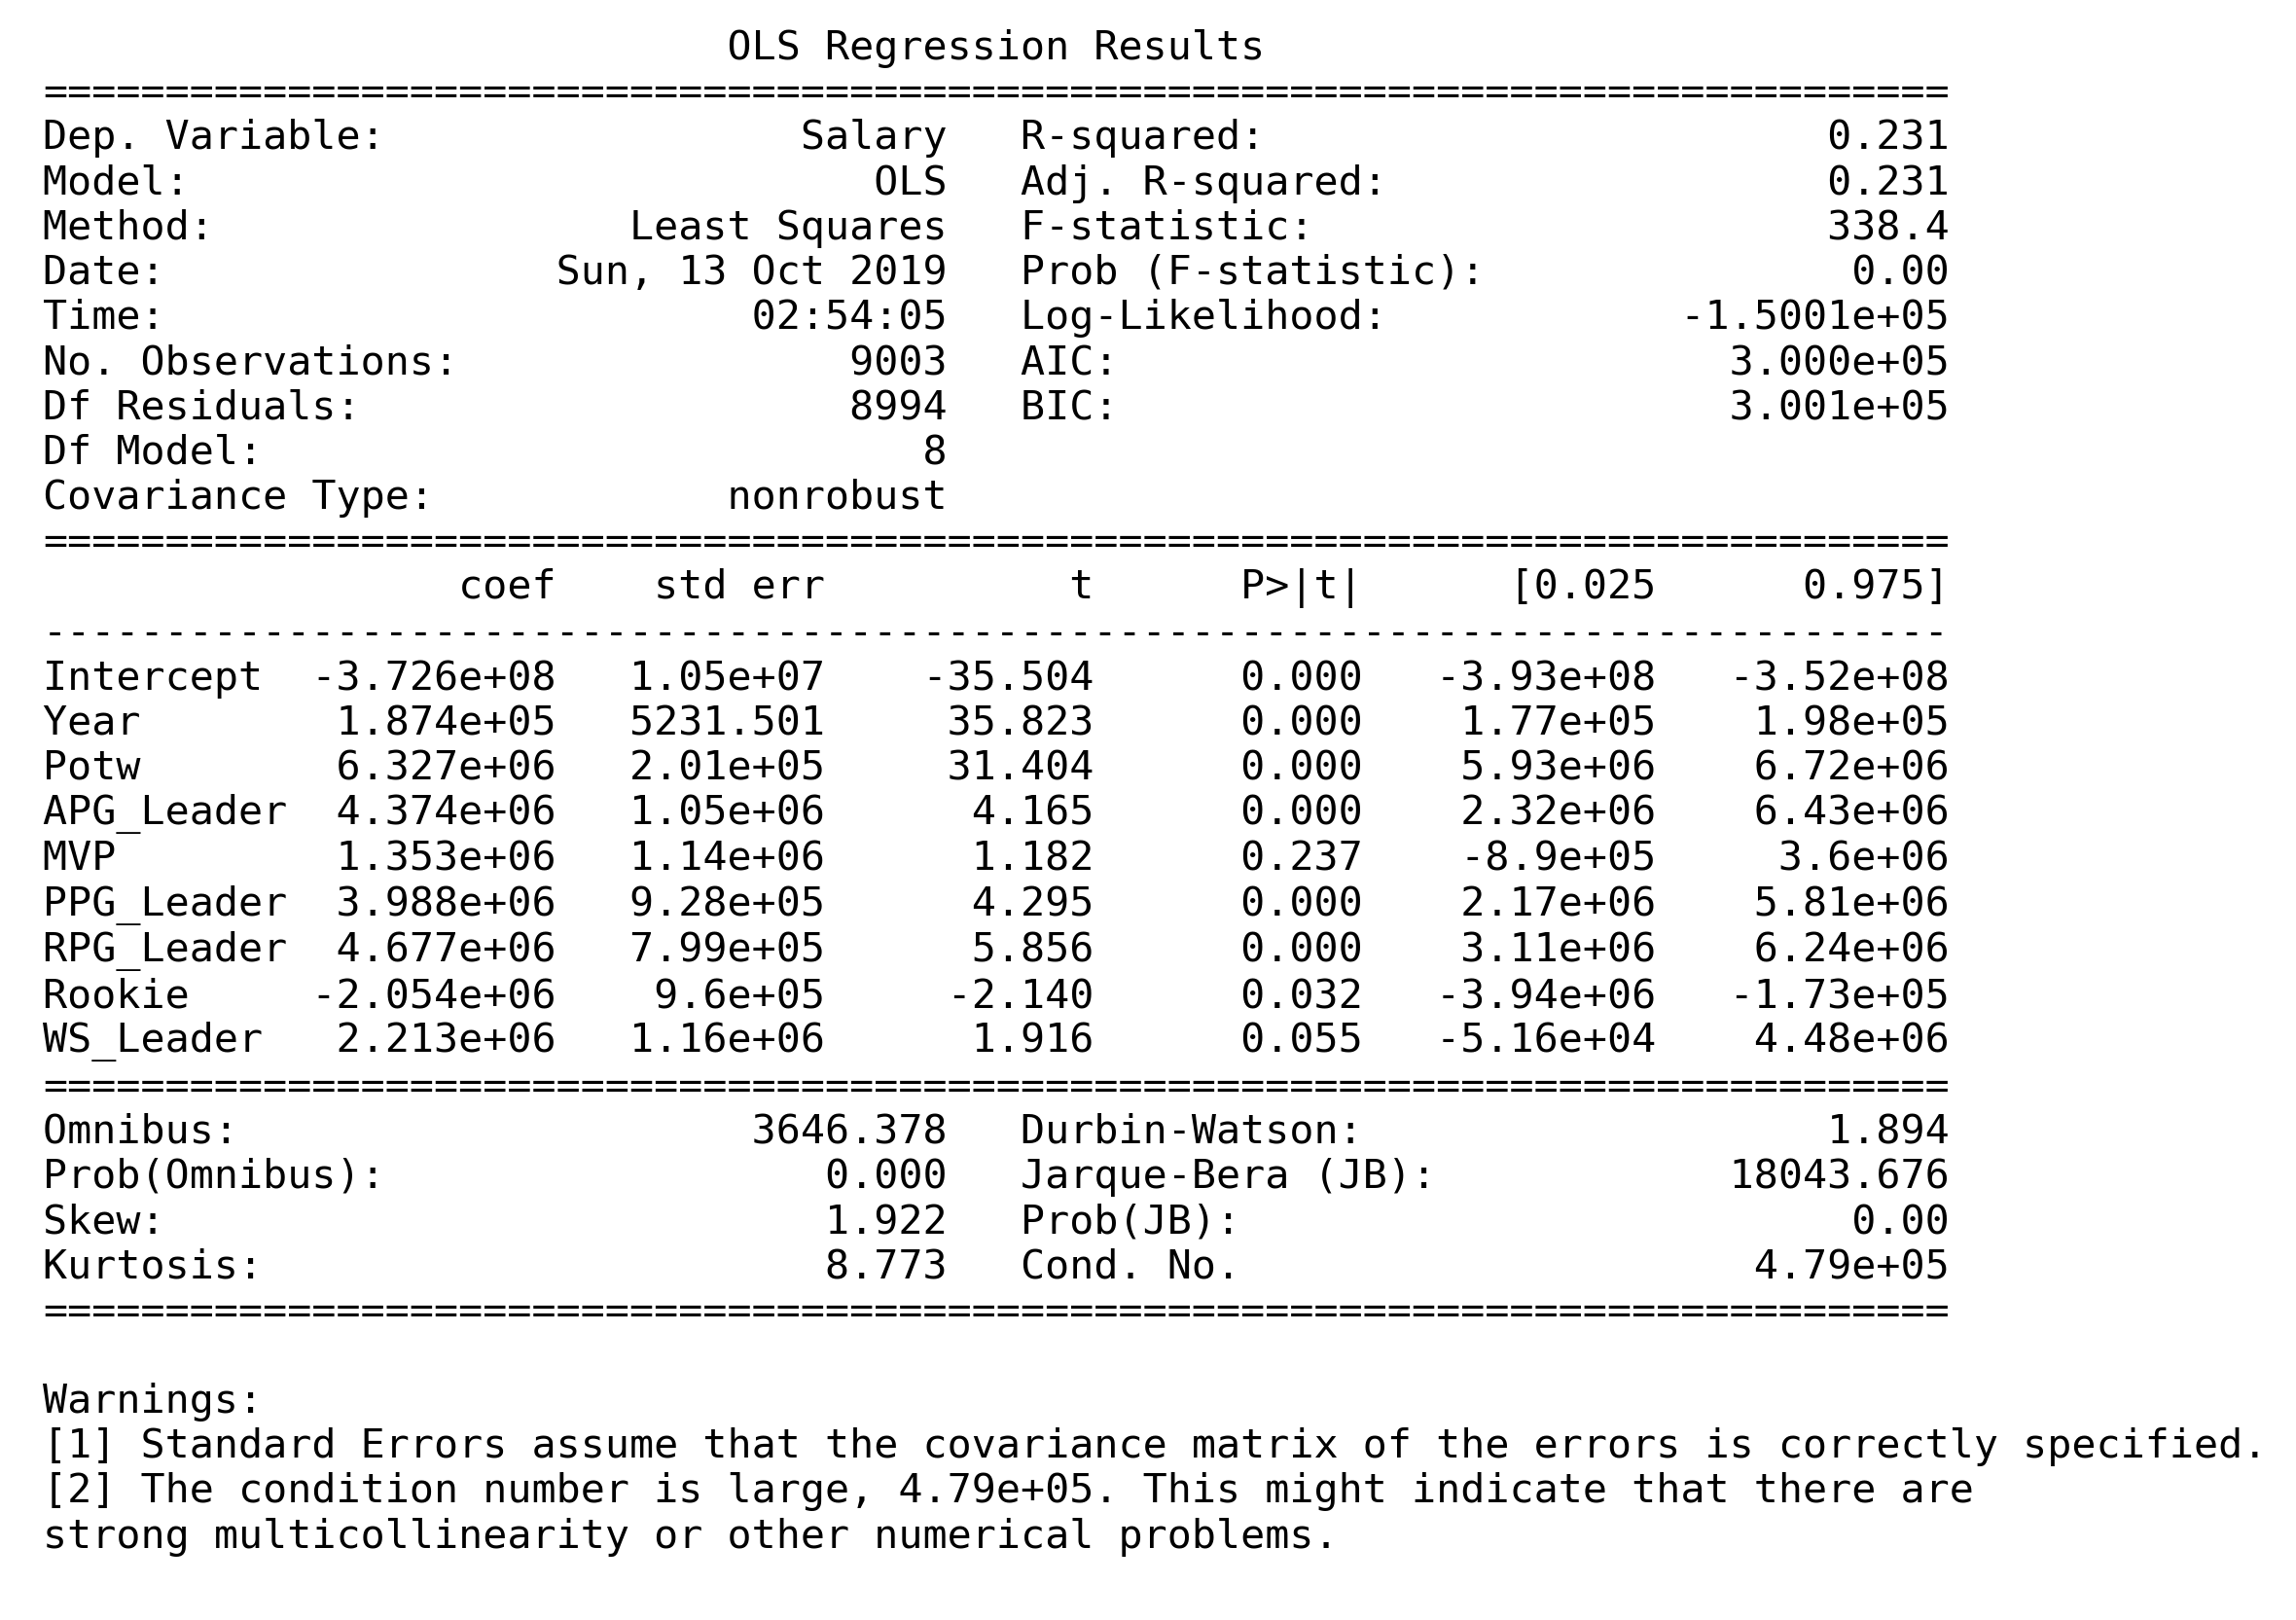 OLS Regression Results
==============================================================================
Dep. Variable:                 Salary   R-squared:                       0.231
Model:                            OLS   Adj. R-squared:                  0.231
Method:                 Least Squares   F-statistic:                     338.4
Date:                Sun, 13 Oct 2019   Prob (F-statistic):               0.00
Time:                        02:54:05   Log-Likelihood:            -1.5001e+05
No. Observations:                9003   AIC:                         3.000e+05
Df Residuals:                    8994   BIC:                         3.001e+05
Df Model:                           8
Covariance Type:            nonrobust
==============================================================================
                 coef    std err          t      P>|t|      [0.025      0.975]
------------------------------------------------------------------------------
Intercept  -3.726e+08   1.05e+07    -35.504      0.000   -3.93e+08   -3.52e+08
Year        1.874e+05   5231.501     35.823      0.000    1.77e+05    1.98e+05
Potw        6.327e+06   2.01e+05     31.404      0.000    5.93e+06    6.72e+06
APG_Leader  4.374e+06   1.05e+06      4.165      0.000    2.32e+06    6.43e+06
MVP         1.353e+06   1.14e+06      1.182      0.237    -8.9e+05     3.6e+06
PPG_Leader  3.988e+06   9.28e+05      4.295      0.000    2.17e+06    5.81e+06
RPG_Leader  4.677e+06   7.99e+05      5.856      0.000    3.11e+06    6.24e+06
Rookie     -2.054e+06    9.6e+05     -2.140      0.032   -3.94e+06   -1.73e+05
WS_Leader   2.213e+06   1.16e+06      1.916      0.055   -5.16e+04    4.48e+06
==============================================================================
Omnibus:                     3646.378   Durbin-Watson:                   1.894
Prob(Omnibus):                  0.000   Jarque-Bera (JB):            18043.676
Skew:                           1.922   Prob(JB):                         0.00
Kurtosis:                       8.773   Cond. No.                     4.79e+05
==============================================================================

Warnings:
[1] Standard Errors assume that the covariance matrix of the errors is correctly specified.
[2] The condition number is large, 4.79e+05. This might indicate that there are
strong multicollinearity or other numerical problems.